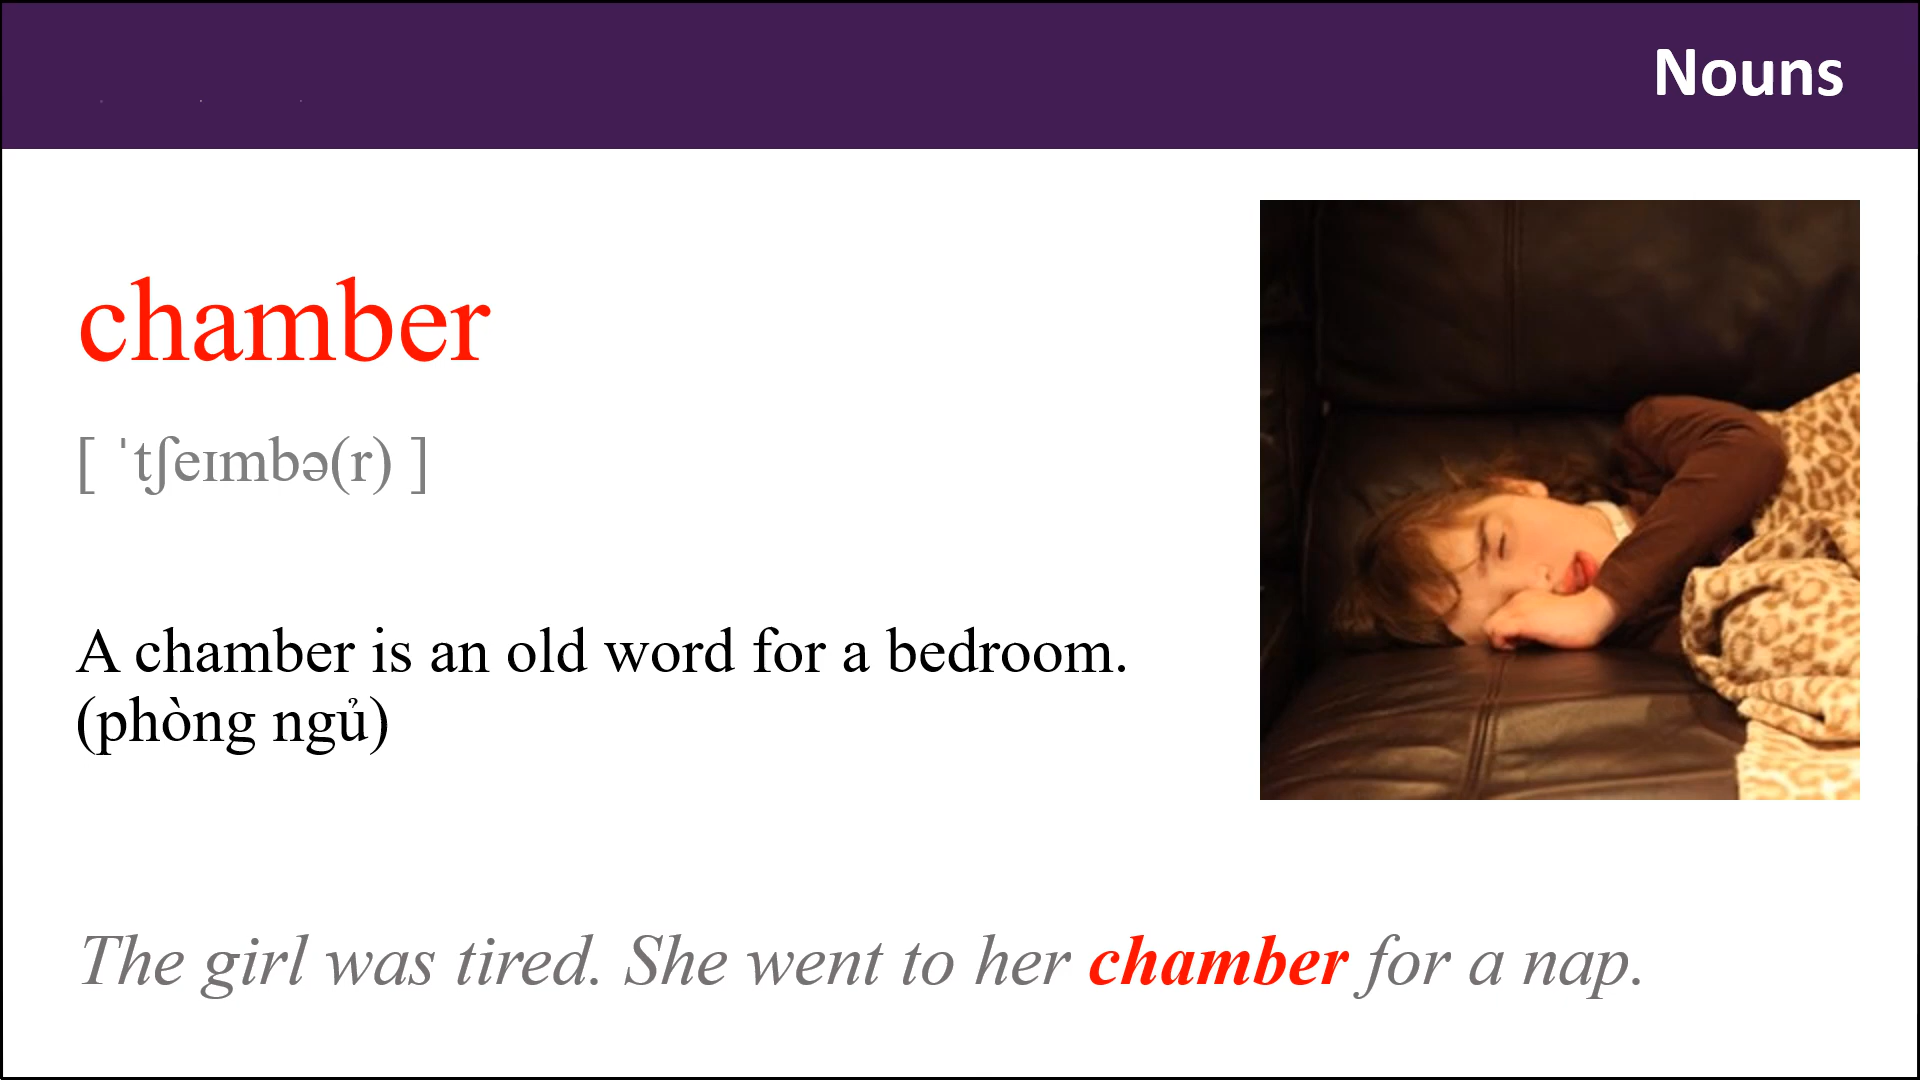 Nouns
chamber
[ ˈtʃeɪmbə(r) ]
A chamber is an old word for a bedroom.
(phòng ngủ)
The girl was tired. She went to her chamber for a nap.